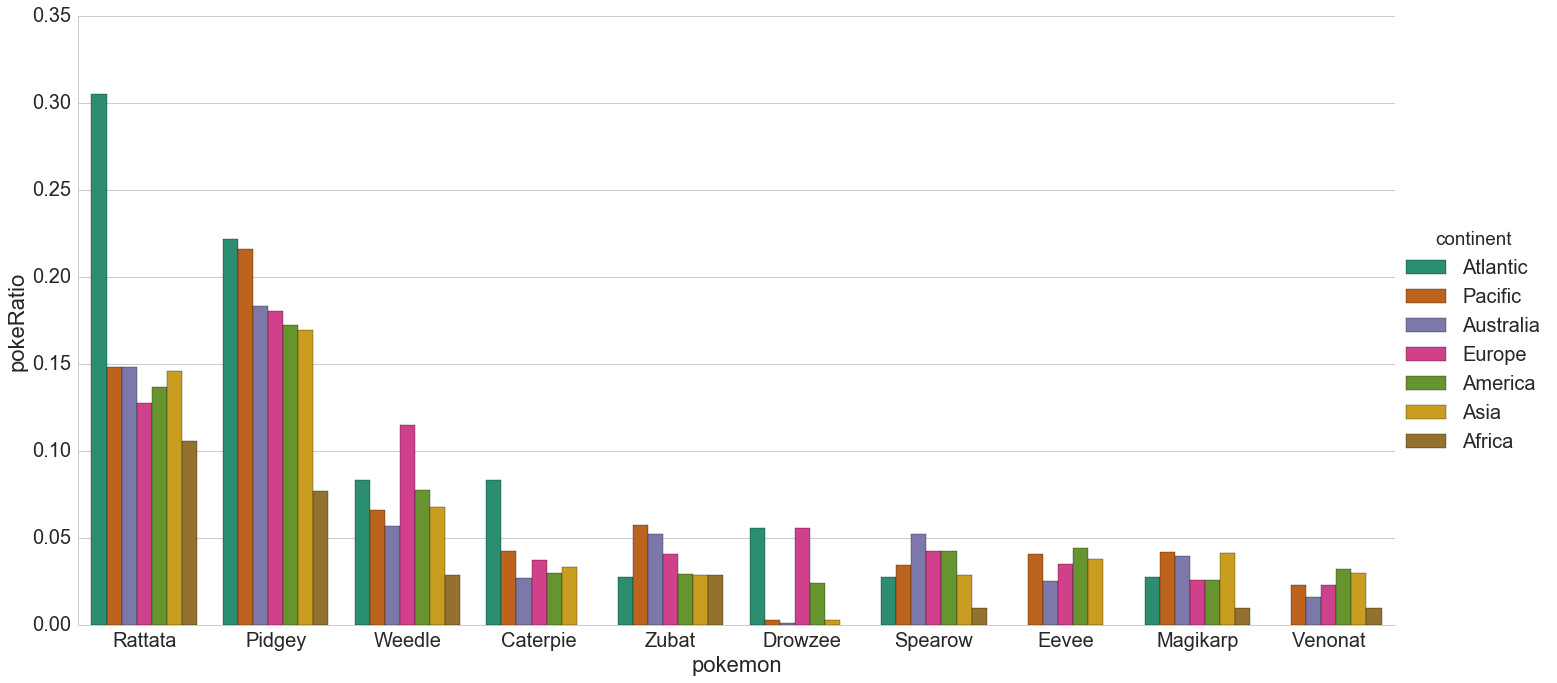 0.35
0.30
0.25
0.20
0.15
0.10
0.05
0.00
pokeRatio
Rattata Pidgey Weedle Caterpie Zubat Drowzee Spearow Eevee Magikarp Venonat
pokemon
continent
Atlantic
Pacific
Australia
Europe
America
Asia
Africa